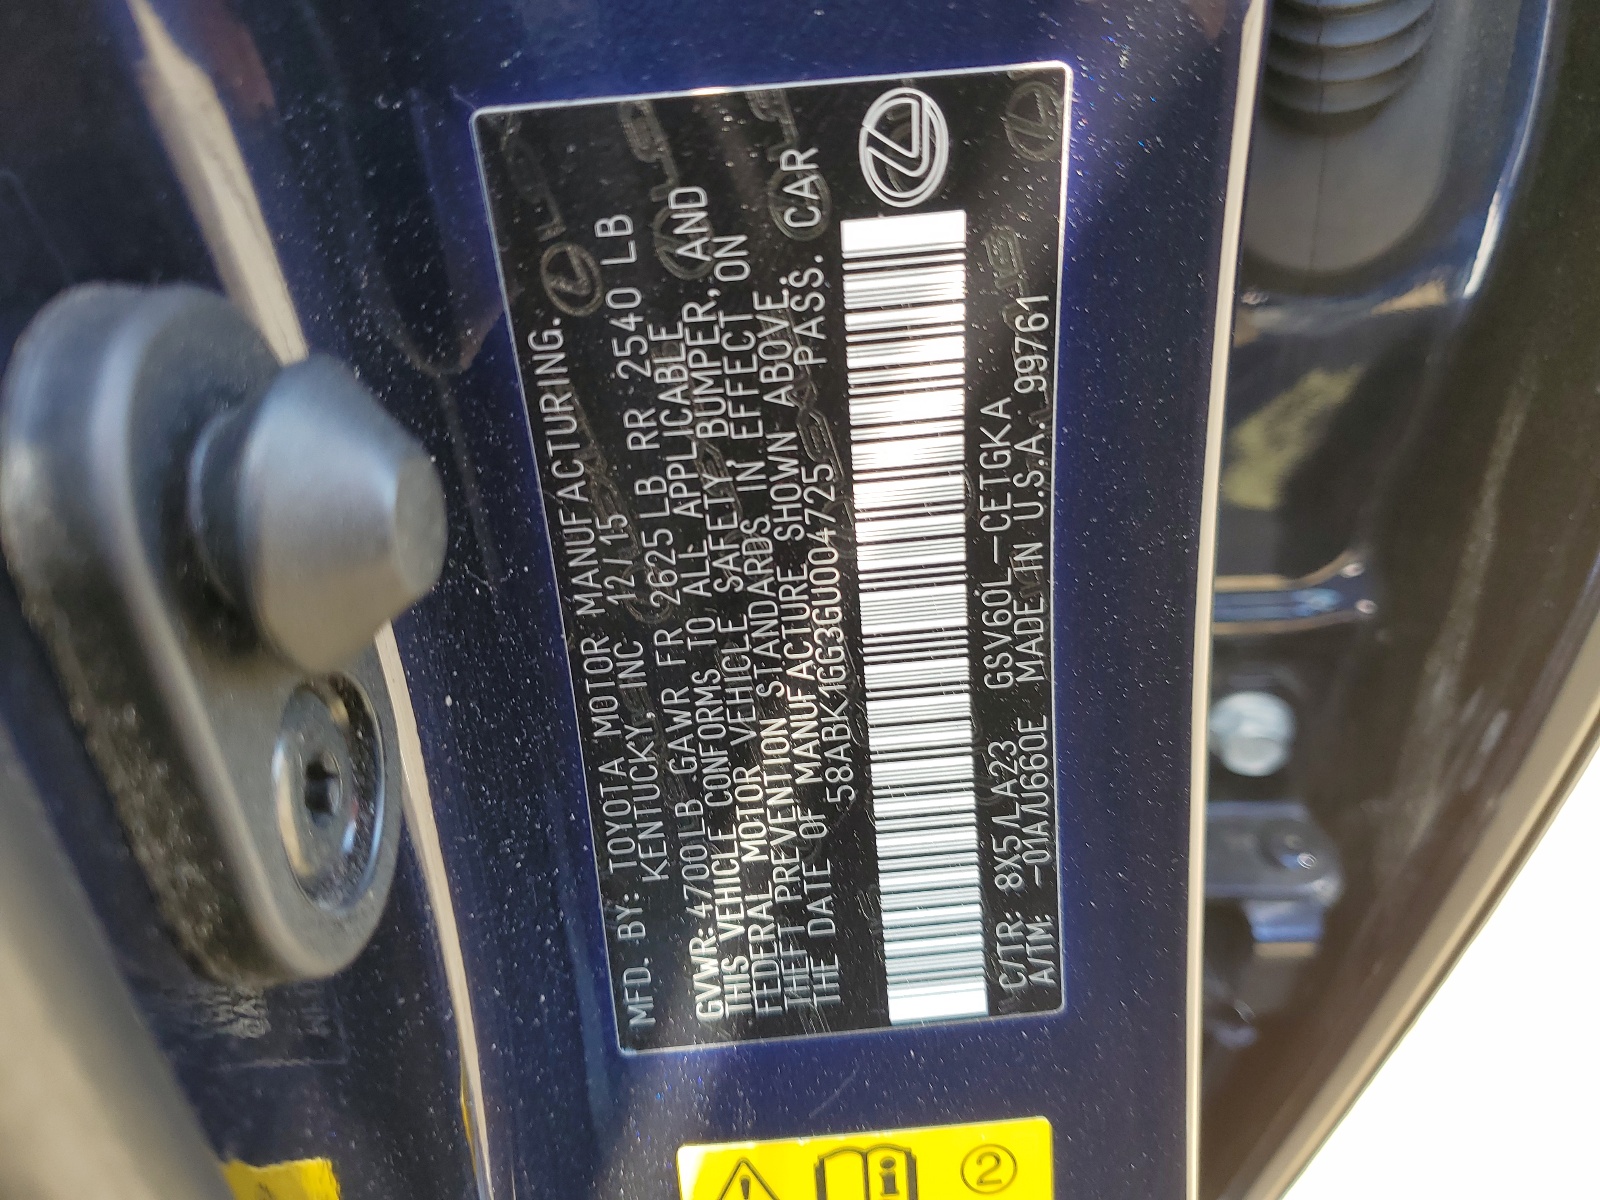 MFD. BY: TOYOTA MOTOR MANUFACTURING.
KENTUCKY, INC 12/15
GVWR: 4700LB GAWR FR 2625LB RR 2540 LB
THIS VEHICLE CONFORMS TO ALL APPLICABLE
FEDERAL MOTOR VEHICLE SAFETY, BUMPER, AND
THEFT PREVENTION STANDARDS IN EFFECT ON
THE DATE OF MANUFACTURE SHOWN ABOVE.
58ABK1GG3GU004725 PASS. CAR
C/TR: 8X5/LA23 GSV60L-CETGKA
A/TM: -01A/U660E MADE IN U.S.A. 99761
2